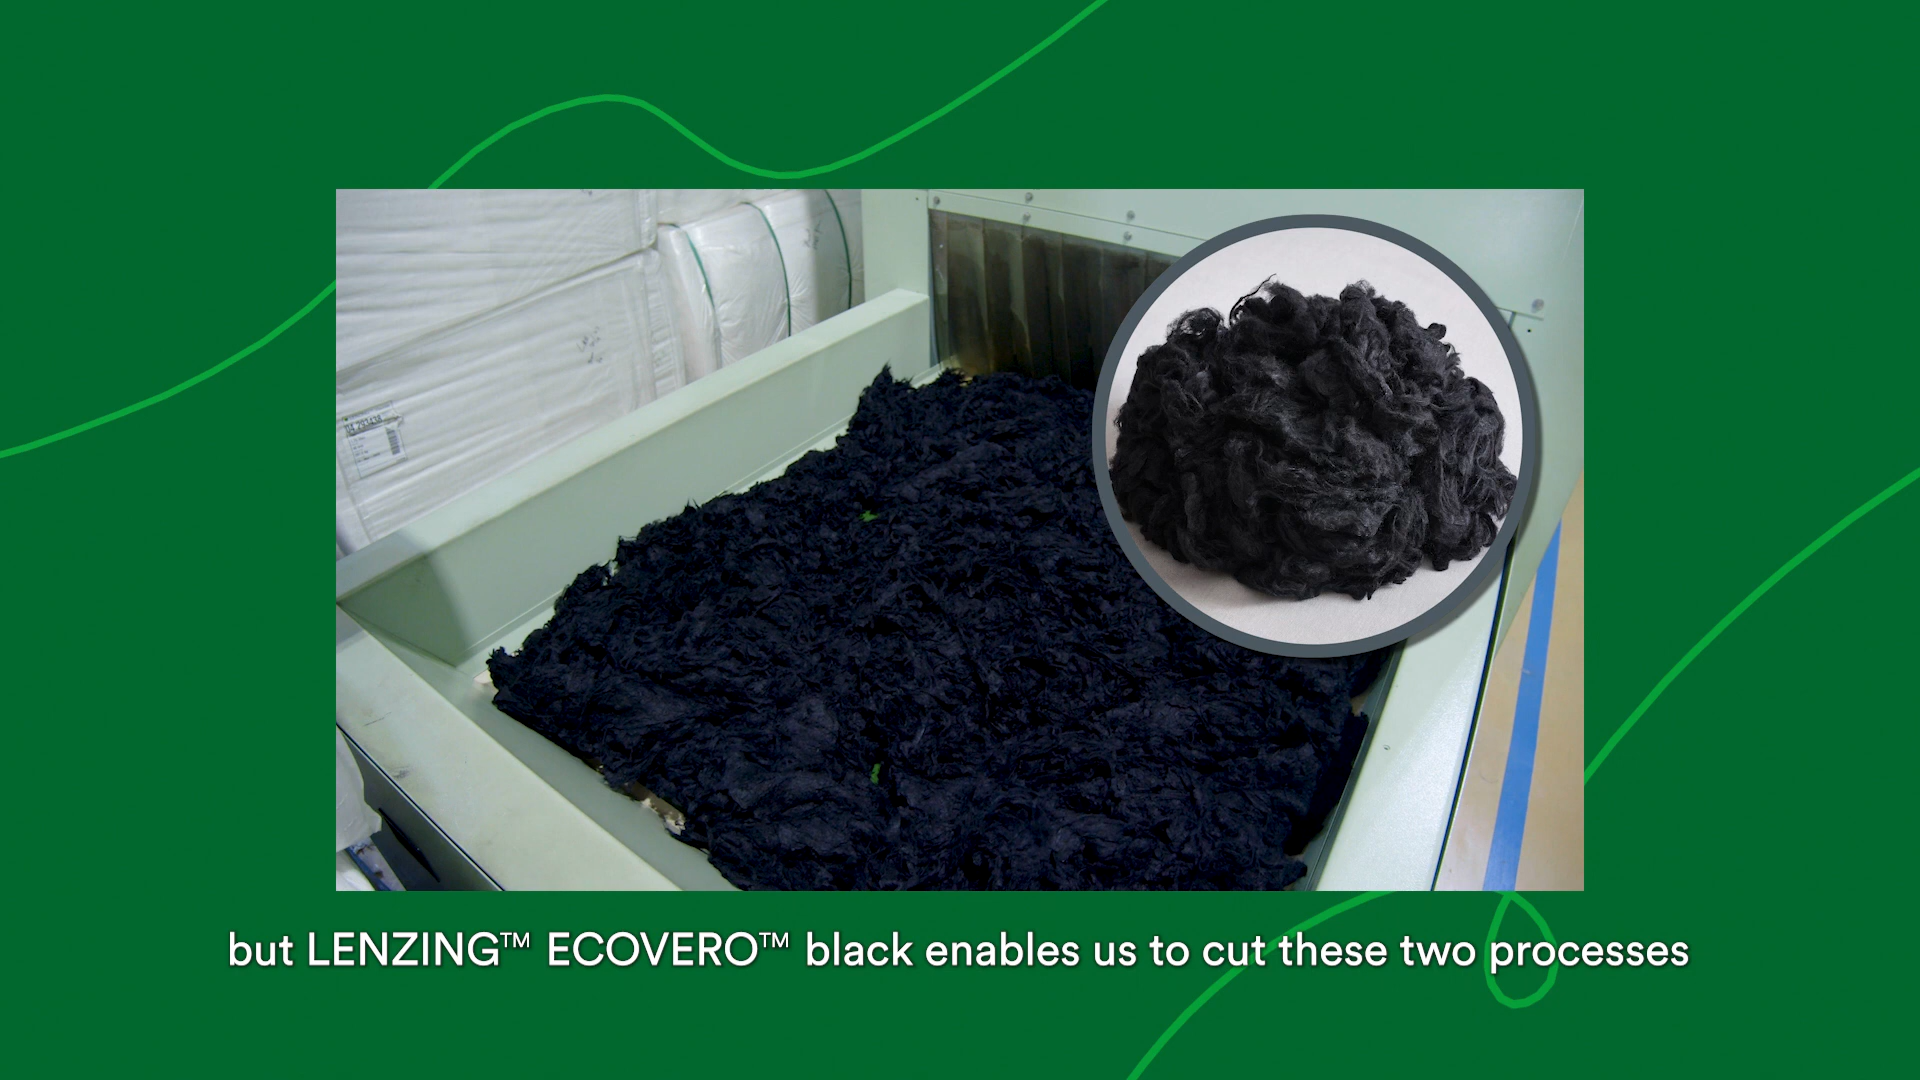 but LENZING™ ECOVERO™ black enables us to cut these two processes